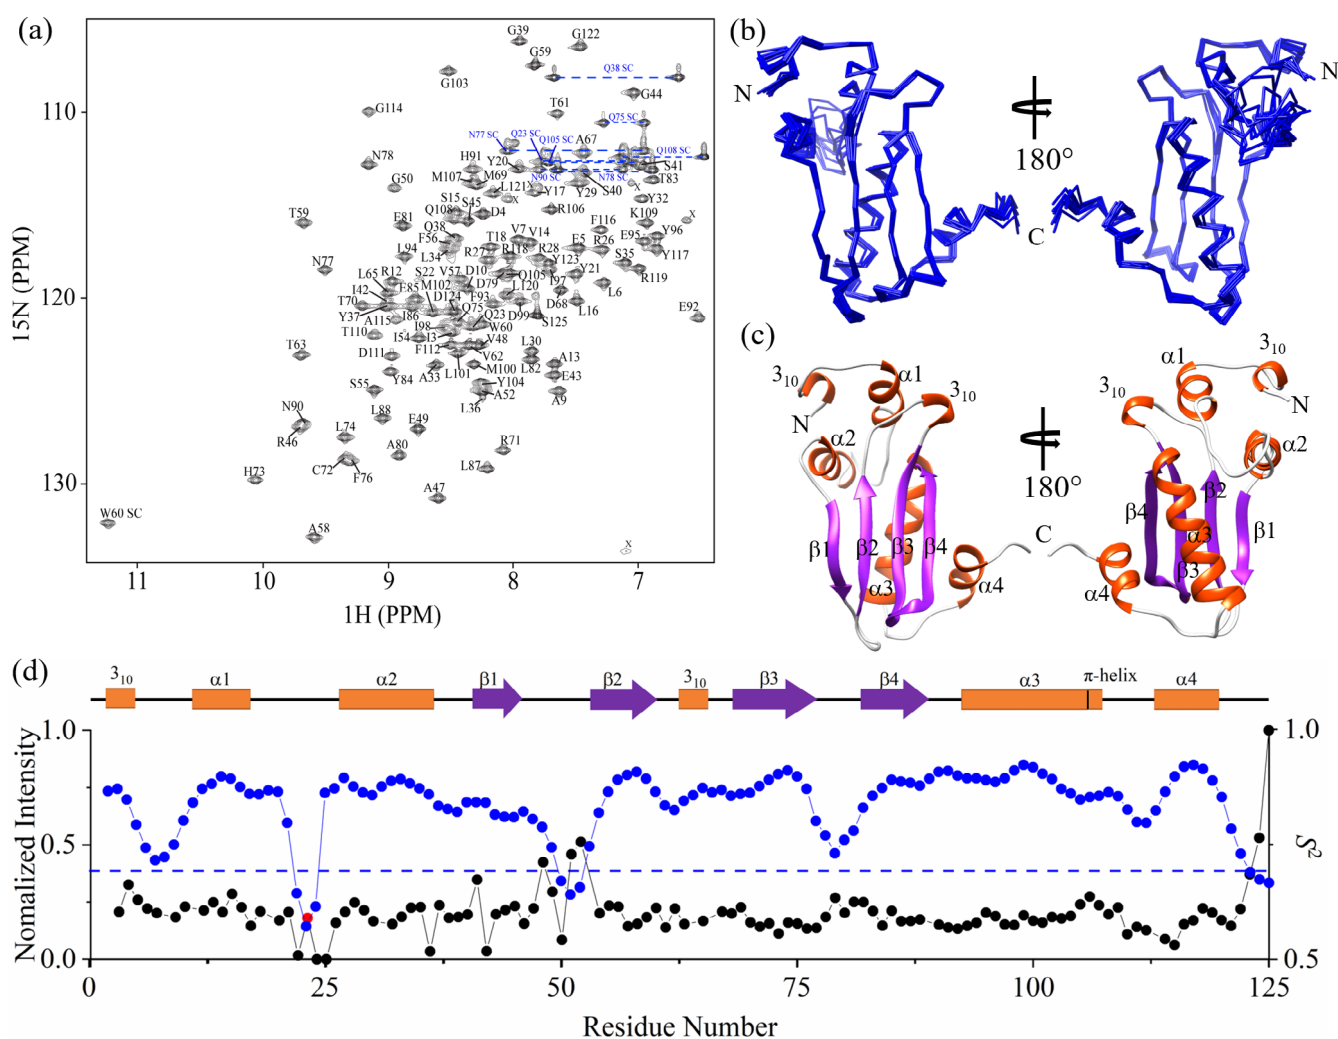 (a)
G39
G122
G59
Q38 SC
G103
G44
T61
G114
110
Q75 SC
N77 SC
Q23 SC
Q105 SC
A67
Q108 SC
N78
H91
Y20
S41
M107
M69
N90 SC
N78 SC
T83
G50
L121
X
Y17
Y29
S40
X
Y32
S15
S45
X
115
Q108
D4
R106
K109
X
T59
E81
Q38
V7
V14
F116
Y96
F56
T18
E5
R26
E95
L94
L34
R27
R118
R28
S35
Y117
N77
Y123
R119
L65
R12
S22
V57
D10
Q105
Y21
I42
M102
D79
I97
L6
T70
F85
D124
F93
L120
D68
E92
120
Y37
Q75
D99
L16
A115
I86
Q23
S125
T110
I98
W60
I54
I3
V48
T63
D111
F112
V62
L30
A13
Y84
A33
L101
M100
L82
Y104
E43
S55
A52
A9
L36
N90
L88
E49
R46
L74
R71
A80
C72
F76
L87
H73
130
A47
W60 SC
A58
X
15N (PPM)
11
10
9
8
7
1H (PPM)
(b)
N
N
180°
C
(c)
3₁₀
α1
3₁₀
N
α2
β1
β2
β3
β4
α3
α4
180°
C
3₁₀
α1
3₁₀
N
α2
β4
β2
β1
α3
β3
α4
(d)
3₁₀
α1
α2
β1
β2
3₁₀
β3
β4
α3
π-helix
α4
1.0
1.0
0.5
0.0
0.5
Normalized Intensity
S²
0
25
50
75
100
125
Residue Number